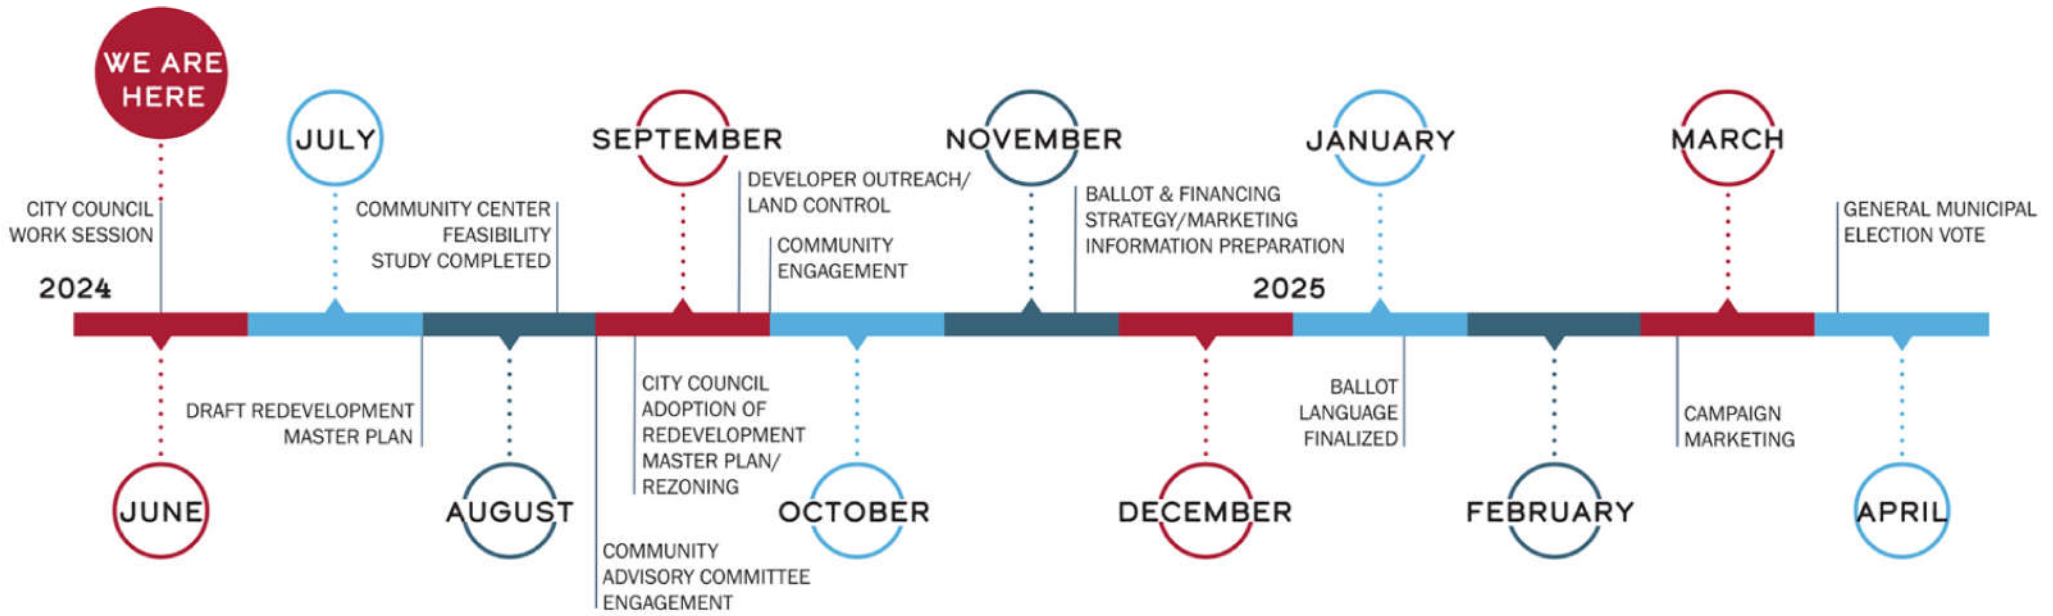 WE ARE
HERE
JULY
SEPTEMBER
NOVEMBER
JANUARY
MARCH
CITY COUNCIL
WORK SESSION
COMMUNITY CENTER
FEASIBILITY
STUDY COMPLETED
DEVELOPER OUTREACH/
LAND CONTROL
COMMUNITY
ENGAGEMENT
BALLOT & FINANCING
STRATEGY/MARKETING
INFORMATION PREPARATION
GENERAL MUNICIPAL
ELECTION VOTE
2024
2025
DRAFT REDEVELOPMENT
MASTER PLAN
CITY COUNCIL
ADOPTION OF
REDEVELOPMENT
MASTER PLAN/
REZONING
BALLOT
LANGUAGE
FINALIZED
CAMPAIGN
MARKETING
JUNE
AUGUST
OCTOBER
DECEMBER
FEBRUARY
APRIL
COMMUNITY
ADVISORY COMMITTEE
ENGAGEMENT